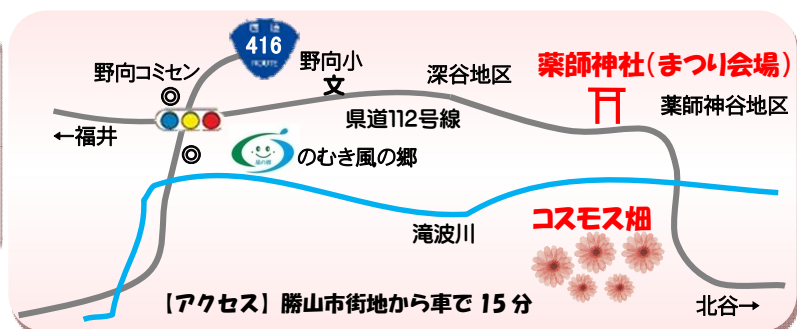 416
ROUTE
野向コミセン
野向小
文
深谷地区
薬師神社(まつり会場)
薬師神谷地区
県道112号線
←福井
のむき風の郷
コスモス畑
滝波川
【アクセス】勝山市街地から車で15分
北谷→